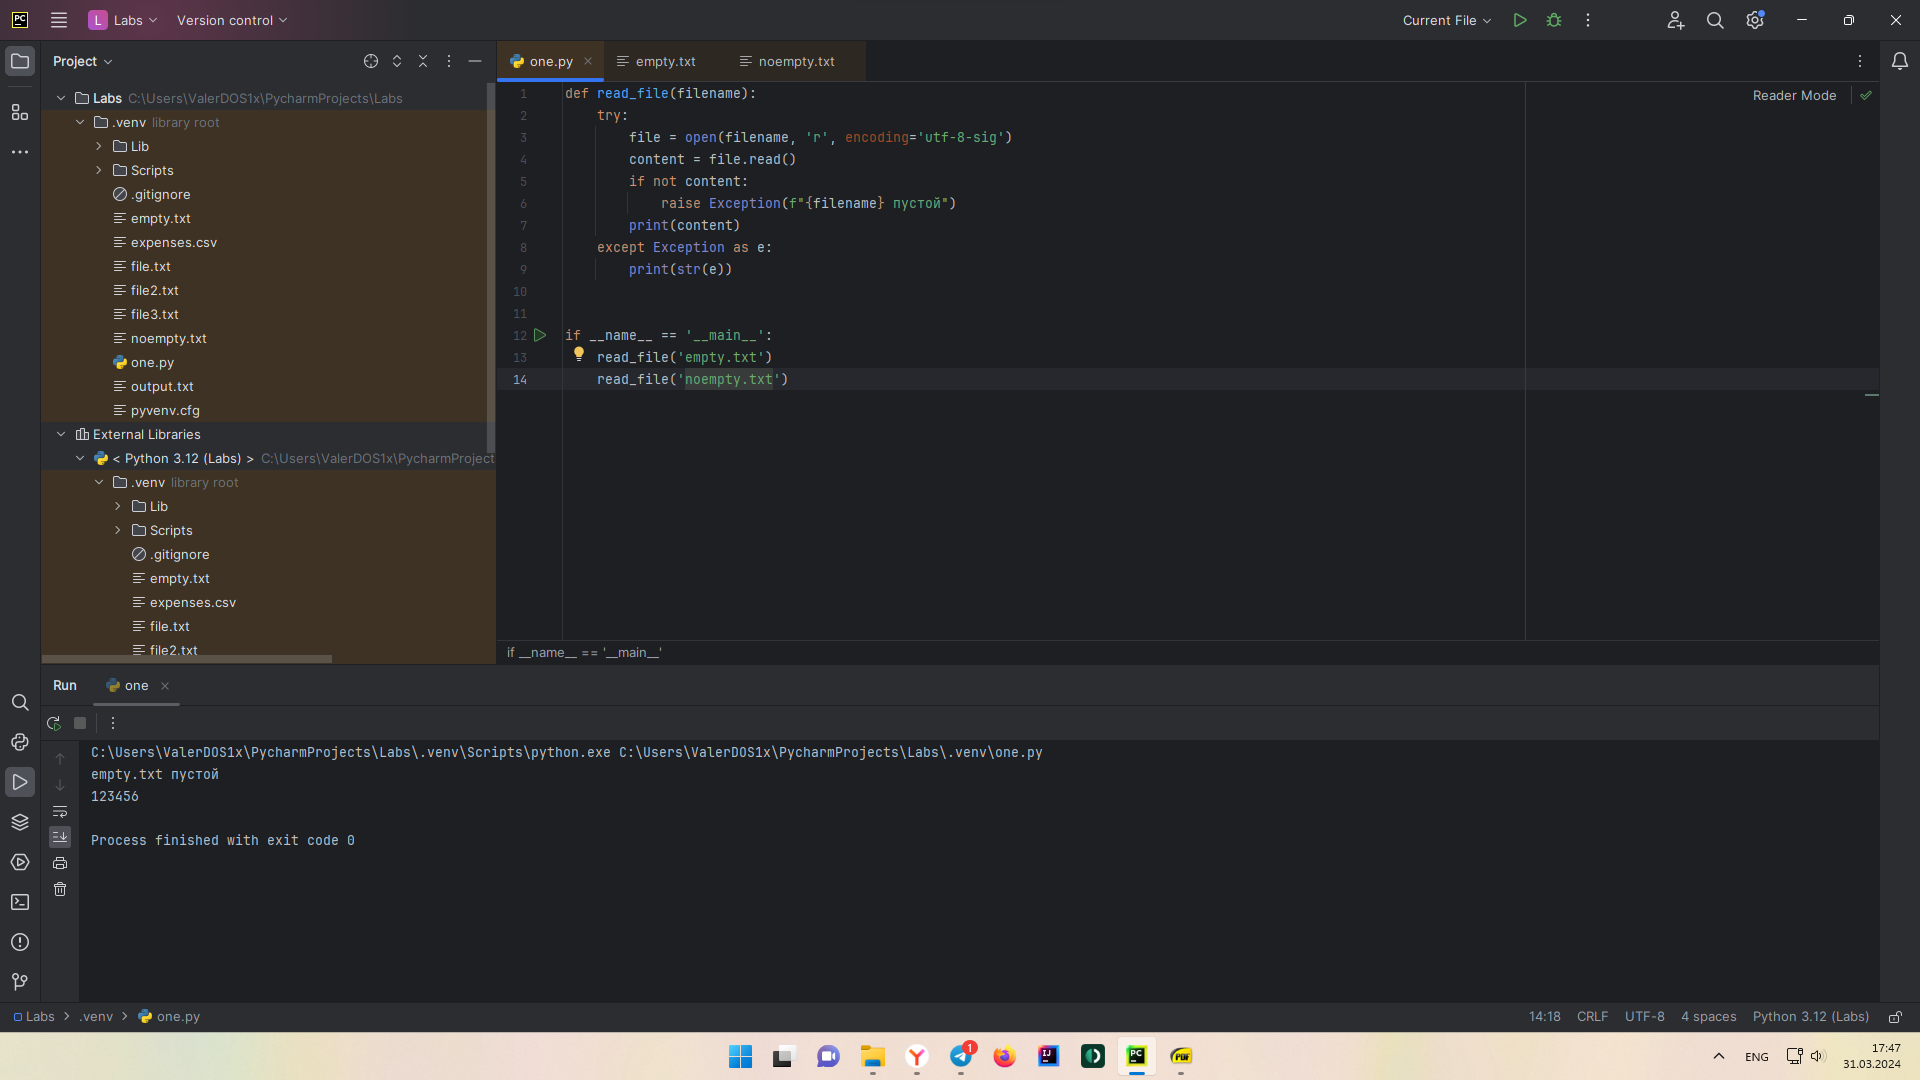 PC
L Labs
Version control
Current File
Project
one.py
empty.txt
noempty.txt
Reader Mode
Labs C:\Users\ValerDOS1x\PycharmProjects\Labs
.venv library root
Lib
Scripts
.gitignore
empty.txt
expenses.csv
file.txt
file2.txt
file3.txt
noempty.txt
one.py
output.txt
pyvenv.cfg
External Libraries
< Python 3.12 (Labs) > C:\Users\ValerDOS1x\PycharmProject
.venv library root
Lib
Scripts
.gitignore
empty.txt
expenses.csv
file.txt
file2.txt
1 def read_file(filename):
2 try:
3 file = open(filename, 'r', encoding='utf-8-sig')
4 content = file.read()
5 if not content:
6 raise Exception(f"{filename} пустой")
7 print(content)
8 except Exception as e:
9 print(str(e))
10
11
12 if __name__ == '__main__':
13 read_file('empty.txt')
14 read_file('noempty.txt')
if __name__ == '__main__'
Run
one
C:\Users\ValerDOS1x\PycharmProjects\Labs\.venv\Scripts\python.exe C:\Users\ValerDOS1x\PycharmProjects\Labs\.venv\one.py
empty.txt пустой
123456
Process finished with exit code 0
Labs > .venv > one.py
14:18 CRLF UTF-8 4 spaces Python 3.12 (Labs)
Y
1
IJ
PC
PDF
ENG
17:47
31.03.2024